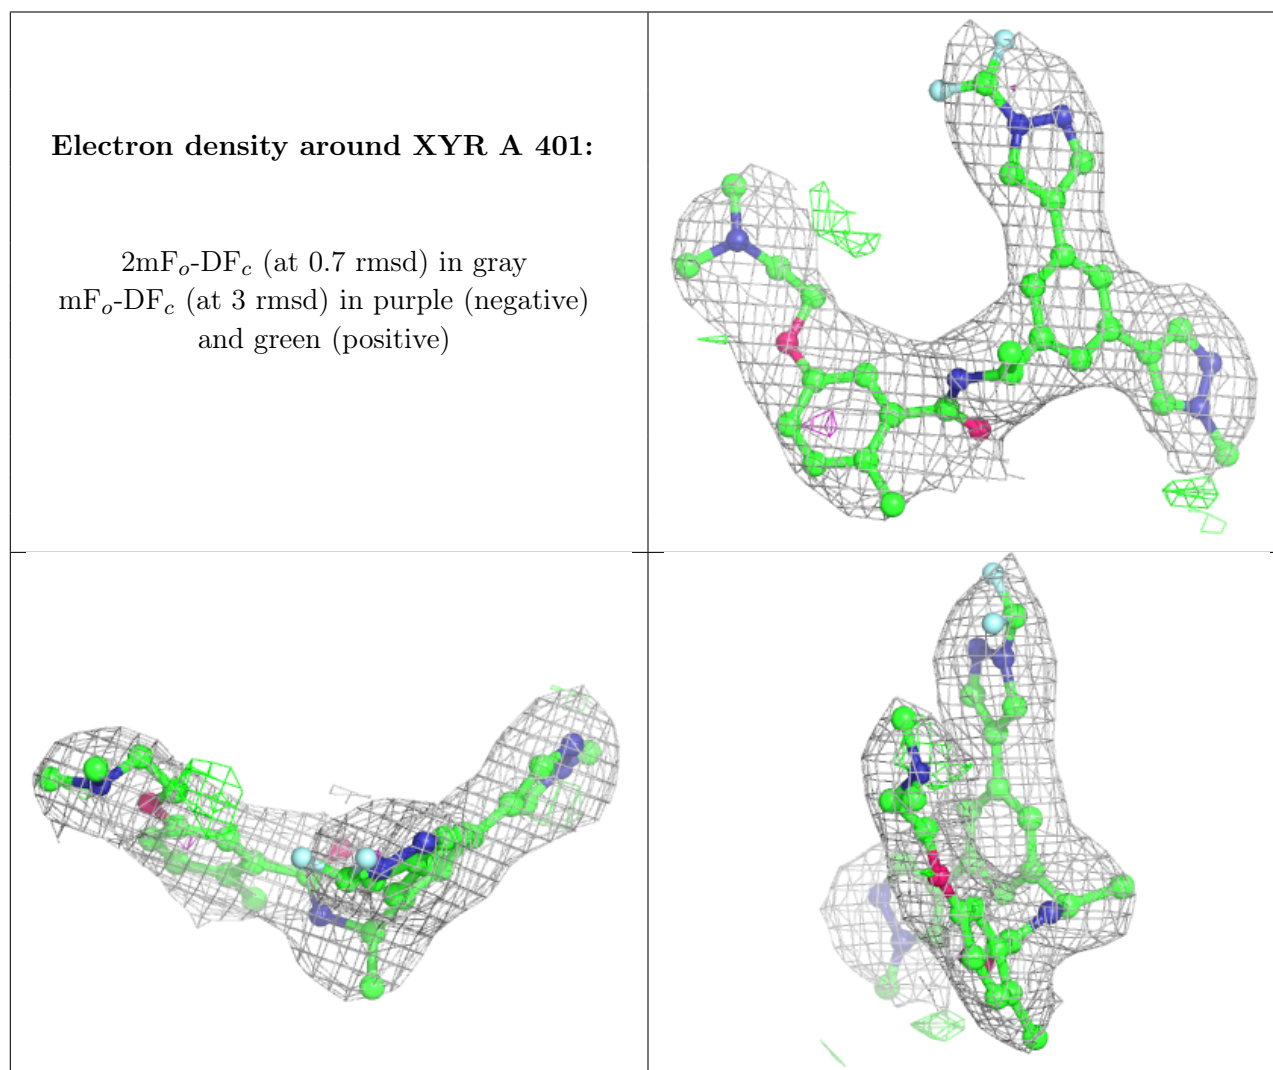 Electron density around XYR A 401:
2mFo-DFc (at 0.7 rmsd) in gray
mFo-DFc (at 3 rmsd) in purple (negative)
and green (positive)